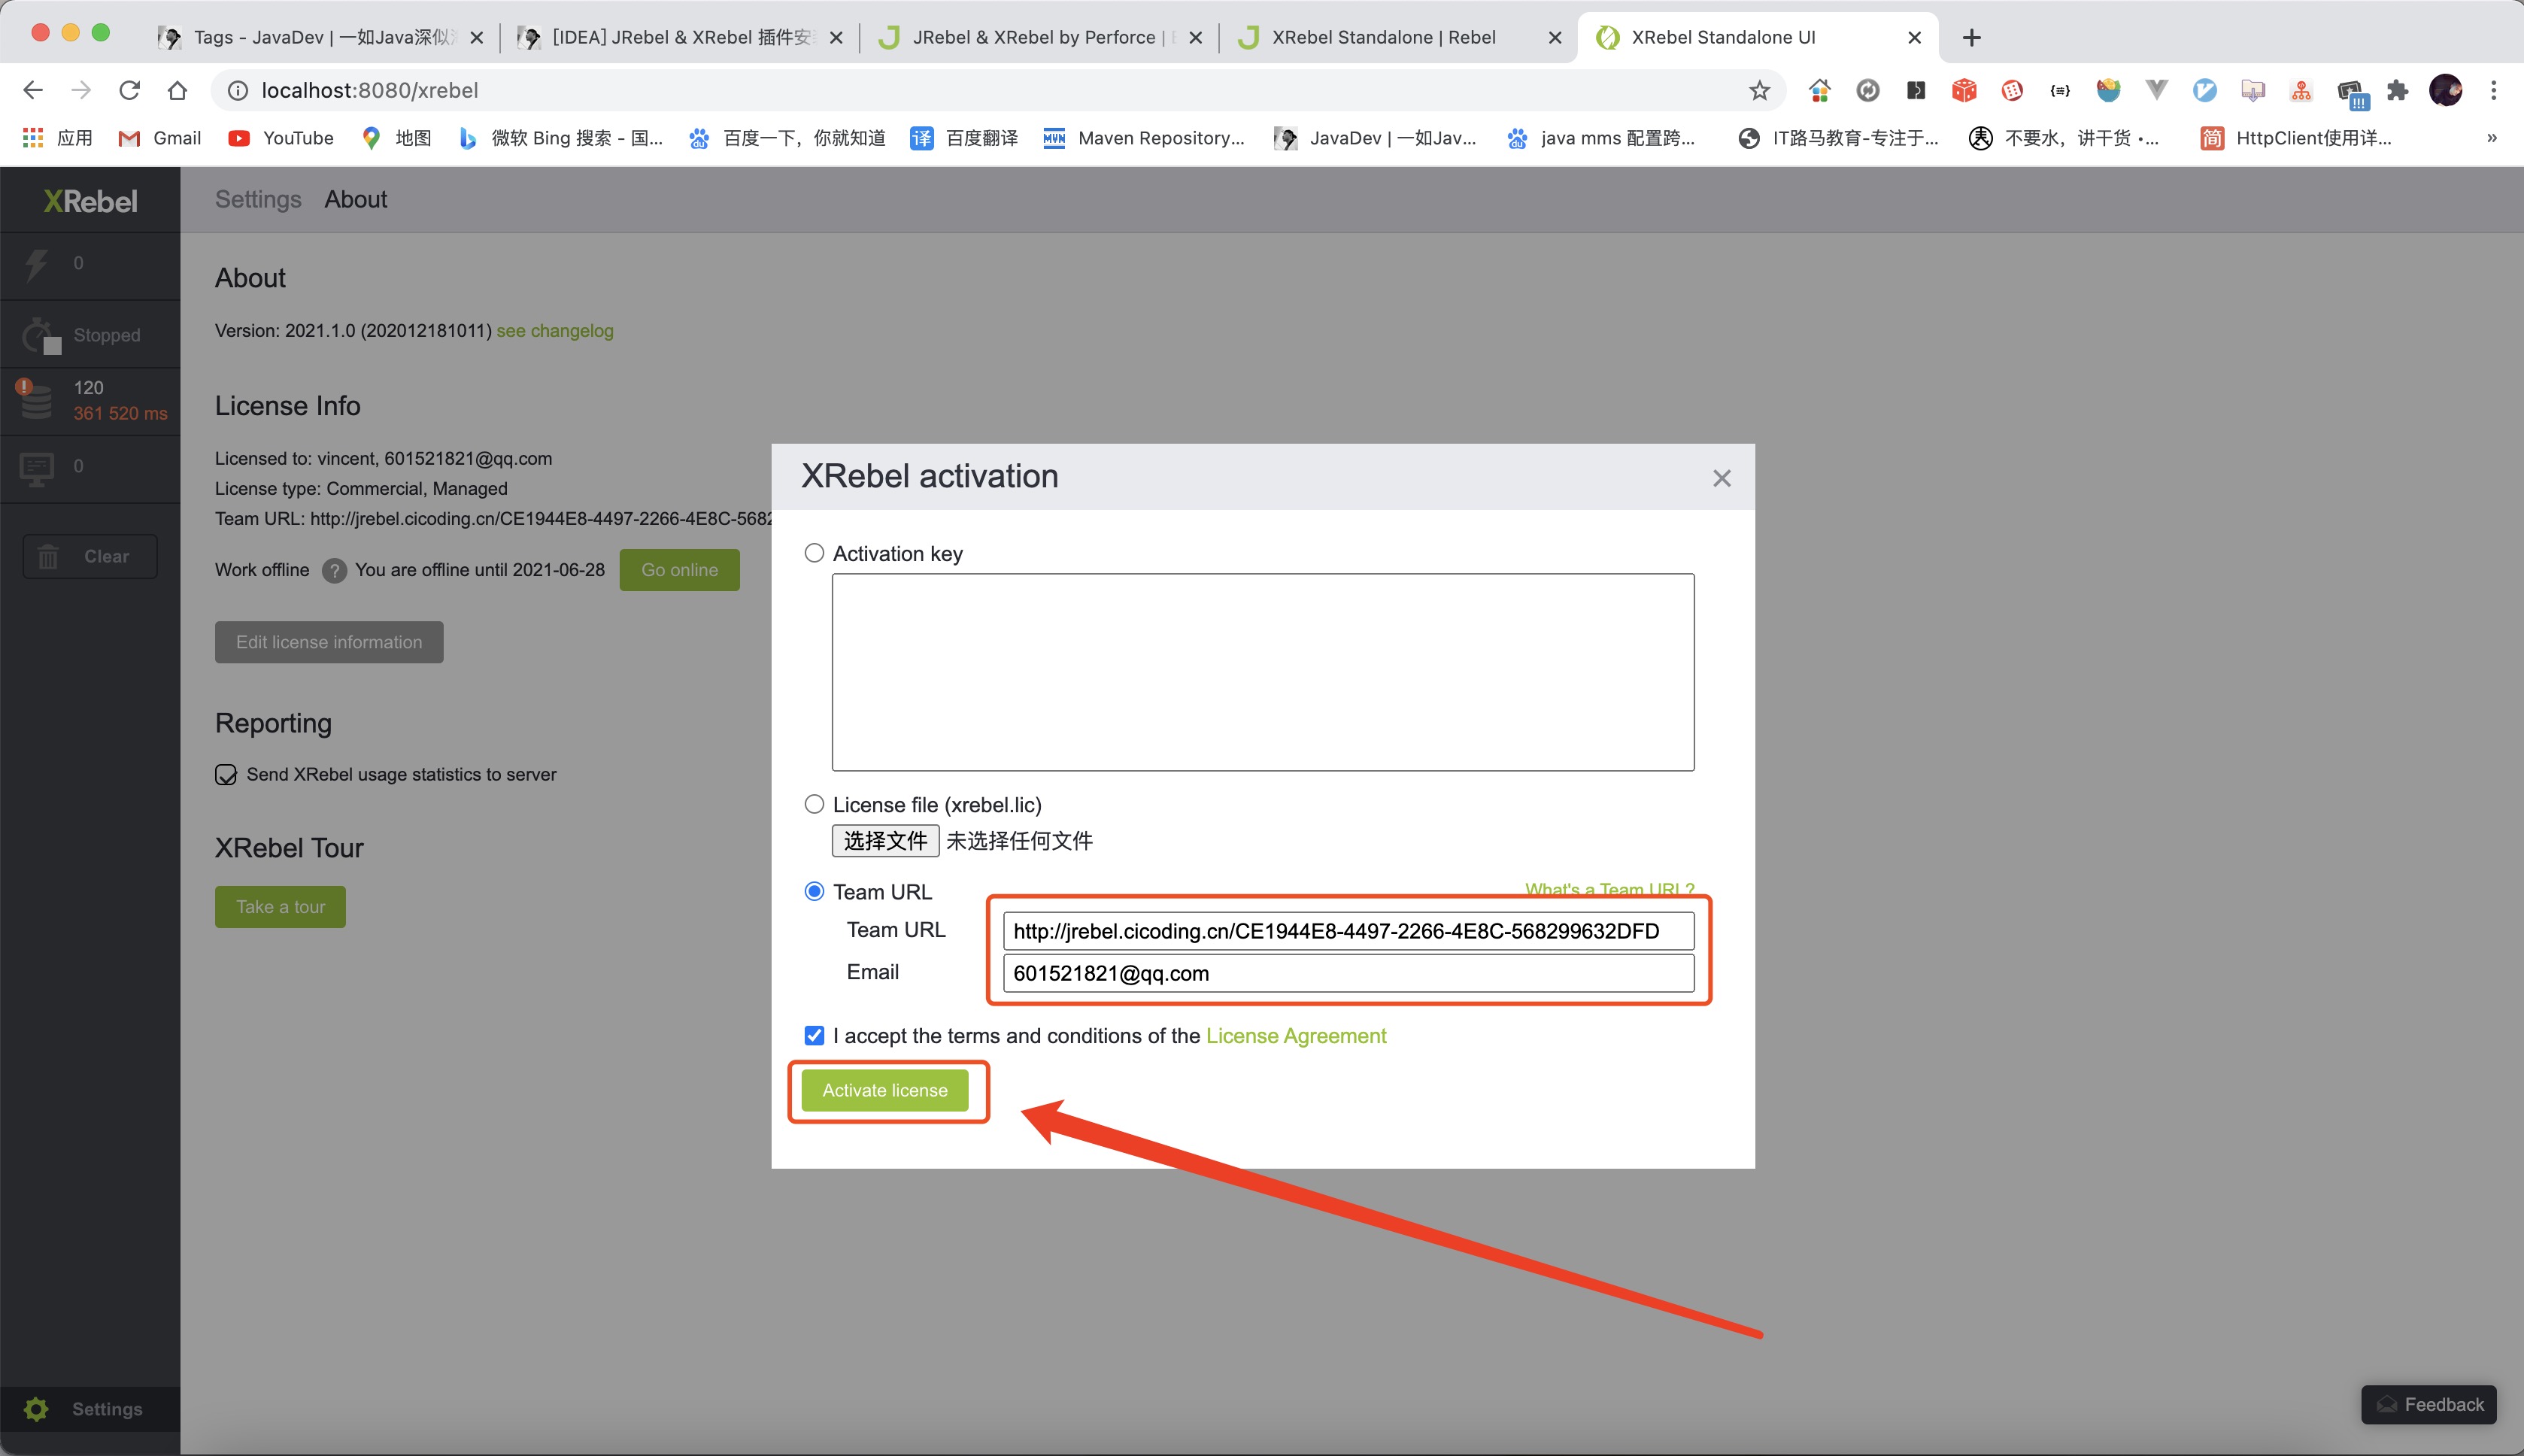 Tags - JavaDev | 一如Java深似
[IDEA] JRebel & XRebel 插件安
JRebel & XRebel by Perforce |
XRebel Standalone | Rebel
XRebel Standalone UI
localhost:8080/xrebel
应用
Gmail
YouTube
地图
微软 Bing 搜索 - 国...
百度一下，你就知道
译
百度翻译
MVN
Maven Repository...
JavaDev | 一如Jav...
java mms 配置跨...
IT路马教育-专注于...
不要水，讲干货 •...
简
HttpClient使用详...
»
XRebel
Settings
About
0
Stopped
120
361 520 ms
0
Clear
About
Version: 2021.1.0 (202012181011) see changelog
License Info
Licensed to: vincent, 601521821@qq.com
License type: Commercial, Managed
Team URL: http://jrebel.cicoding.cn/CE1944E8-4497-2266-4E8C-5682
Work offline ? You are offline until 2021-06-28 Go online
Edit license information
Reporting
Send XRebel usage statistics to server
XRebel Tour
Take a tour
XRebel activation
Activation key
License file (xrebel.lic)
选择文件 未选择任何文件
Team URL
What's a Team URL?
Team URL
http://jrebel.cicoding.cn/CE1944E8-4497-2266-4E8C-568299632DFD
Email
601521821@qq.com
I accept the terms and conditions of the License Agreement
Activate license
Settings
Feedback